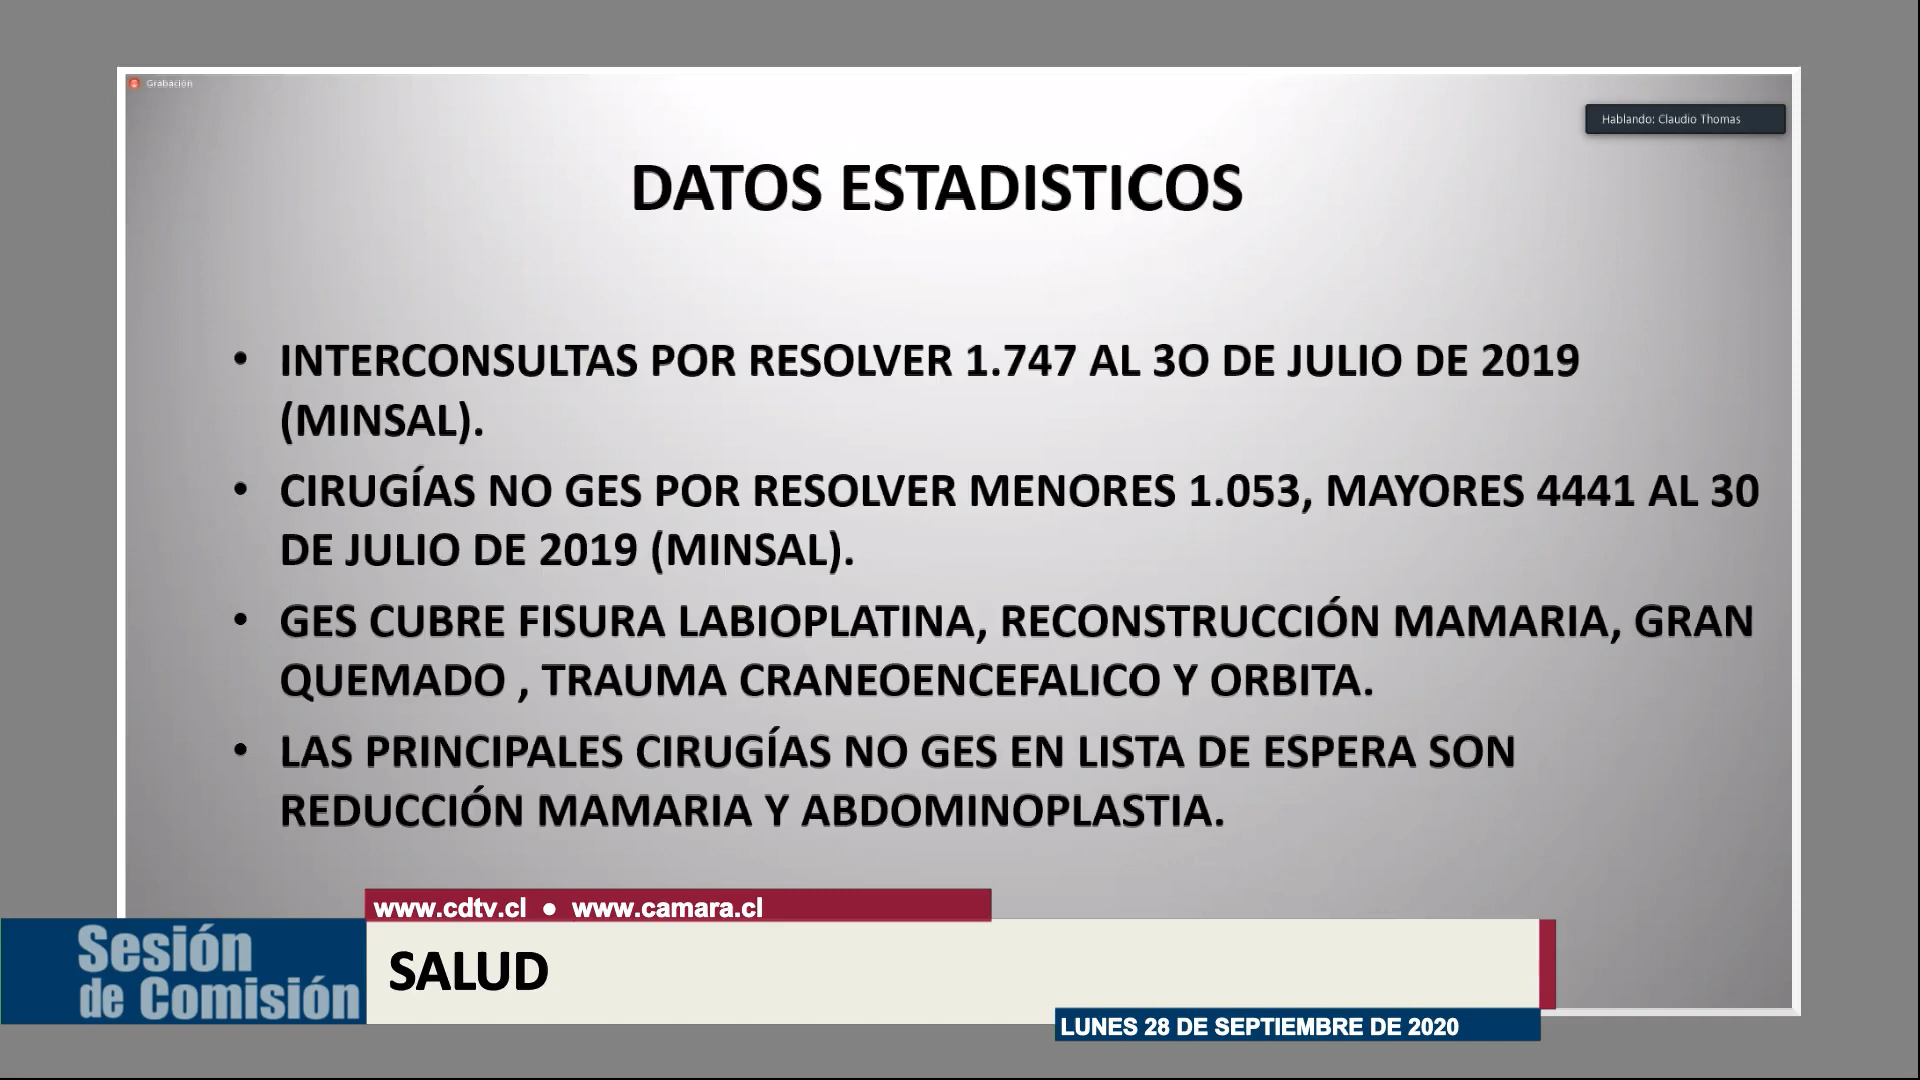 Grabación
Hablando: Claudio Thomas
DATOS ESTADISTICOS
• INTERCONSULTAS POR RESOLVER 1.747 AL 3O DE JULIO DE 2019
(MINSAL).
• CIRUGÍAS NO GES POR RESOLVER MENORES 1.053, MAYORES 4441 AL 30
DE JULIO DE 2019 (MINSAL).
• GES CUBRE FISURA LABIOPLATINA, RECONSTRUCCIÓN MAMARIA, GRAN
QUEMADO , TRAUMA CRANEOENCEFALICO Y ORBITA.
• LAS PRINCIPALES CIRUGÍAS NO GES EN LISTA DE ESPERA SON
REDUCCIÓN MAMARIA Y ABDOMINOPLASTIA.
www.cdtv.cl ● www.camara.cl
Sesión
de Comisión
SALUD
LUNES 28 DE SEPTIEMBRE DE 2020